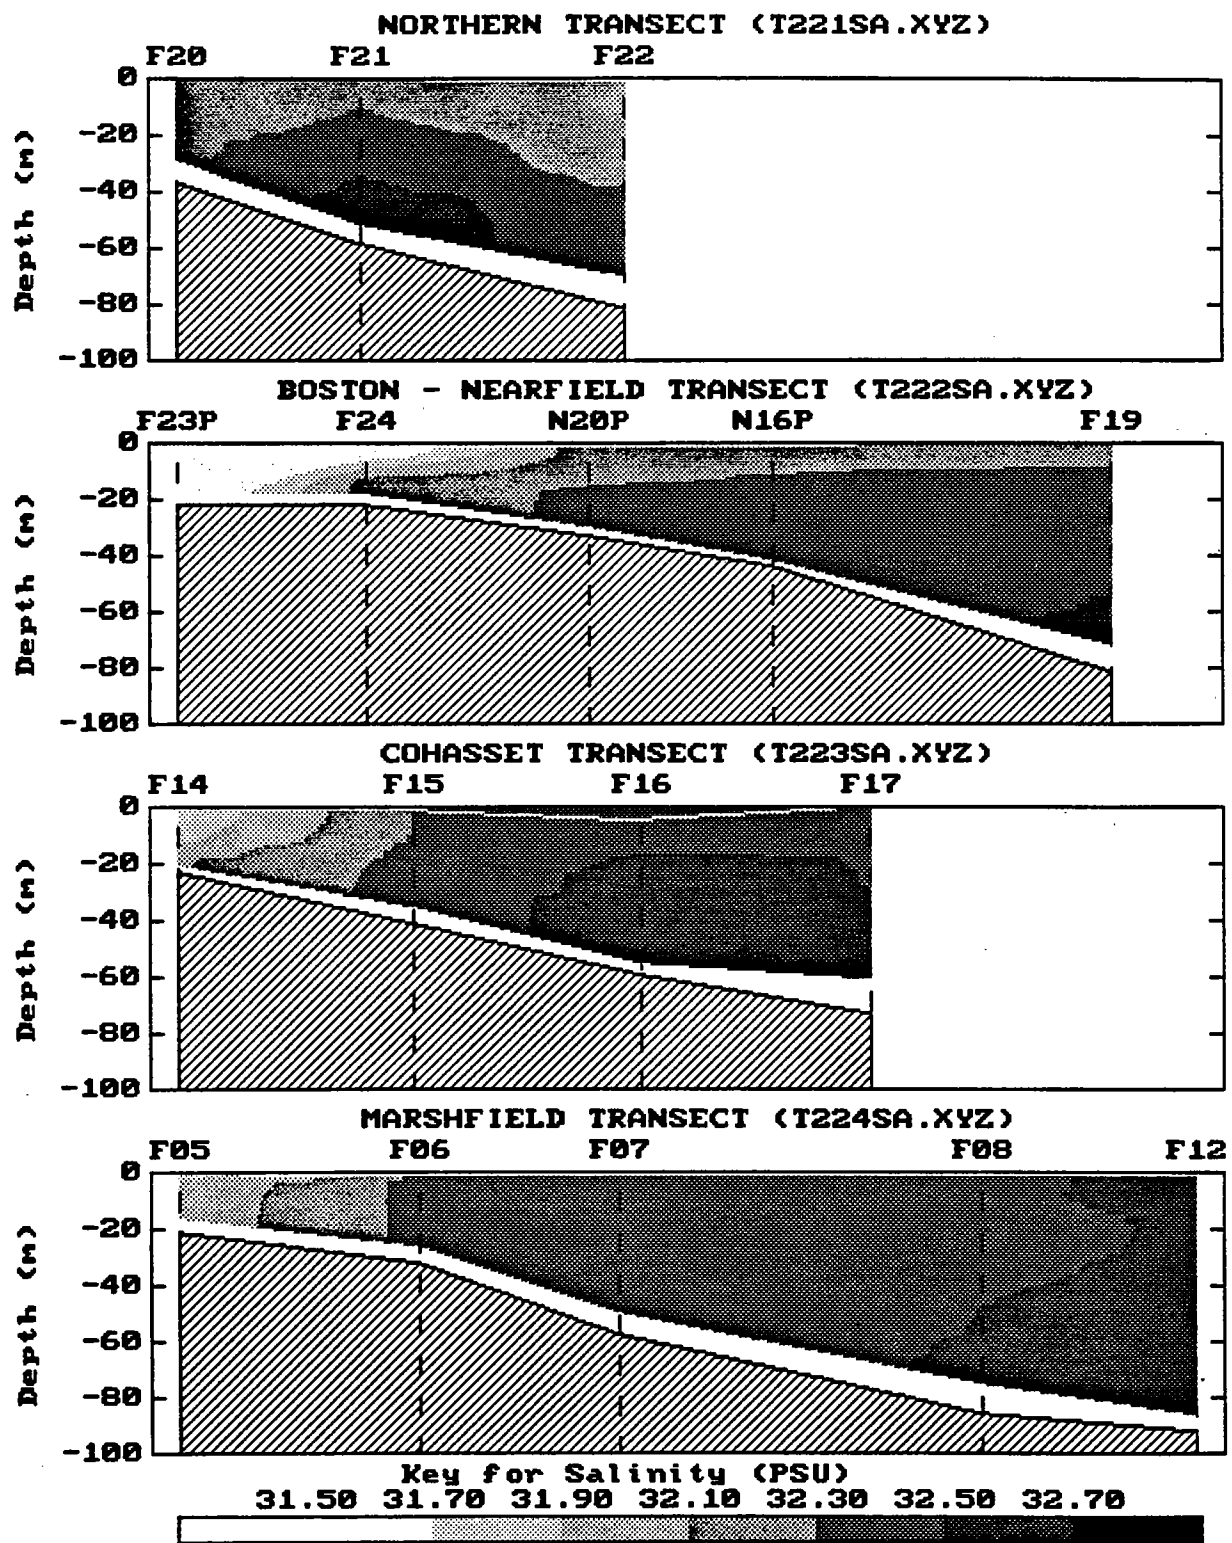 NORTHERN TRANSECT (T221SA.XYZ)
F20 F21 F22
0
-20
-40
-60
-80
-100
Depth (m)
BOSTON - NEARFIELD TRANSECT (T222SA.XYZ)
F23P F24 N20P N16P F19
0
-20
-40
-60
-80
-100
Depth (m)
COHASSET TRANSECT (T223SA.XYZ)
F14 F15 F16 F17
0
-20
-40
-60
-80
-100
Depth (m)
MARSHFIELD TRANSECT (T224SA.XYZ)
F05 F06 F07 F08 F12
0
-20
-40
-60
-80
-100
Depth (m)
Key for Salinity (PSU)
31.50 31.70 31.90 32.10 32.30 32.50 32.70